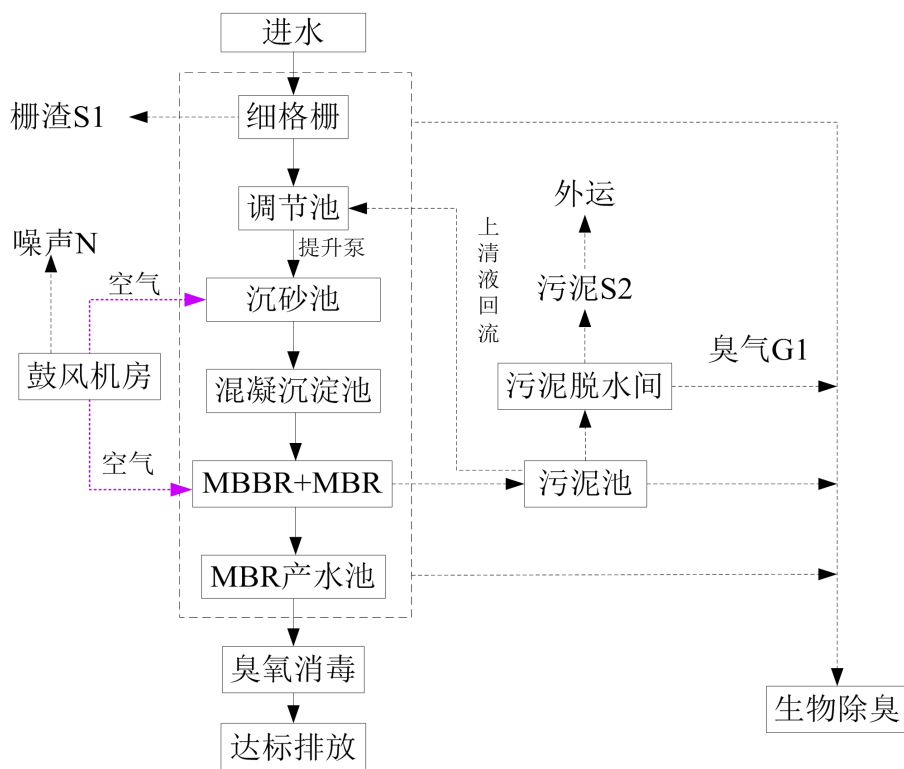 进水
栅渣S1
细格栅
调节池
外运
噪声N
提升泵
上清液回流
空气
沉砂池
污泥S2
鼓风机房
臭气G1
混凝沉淀池
污泥脱水间
空气
MBBR+MBR
污泥池
MBR产水池
臭氧消毒
生物除臭
达标排放